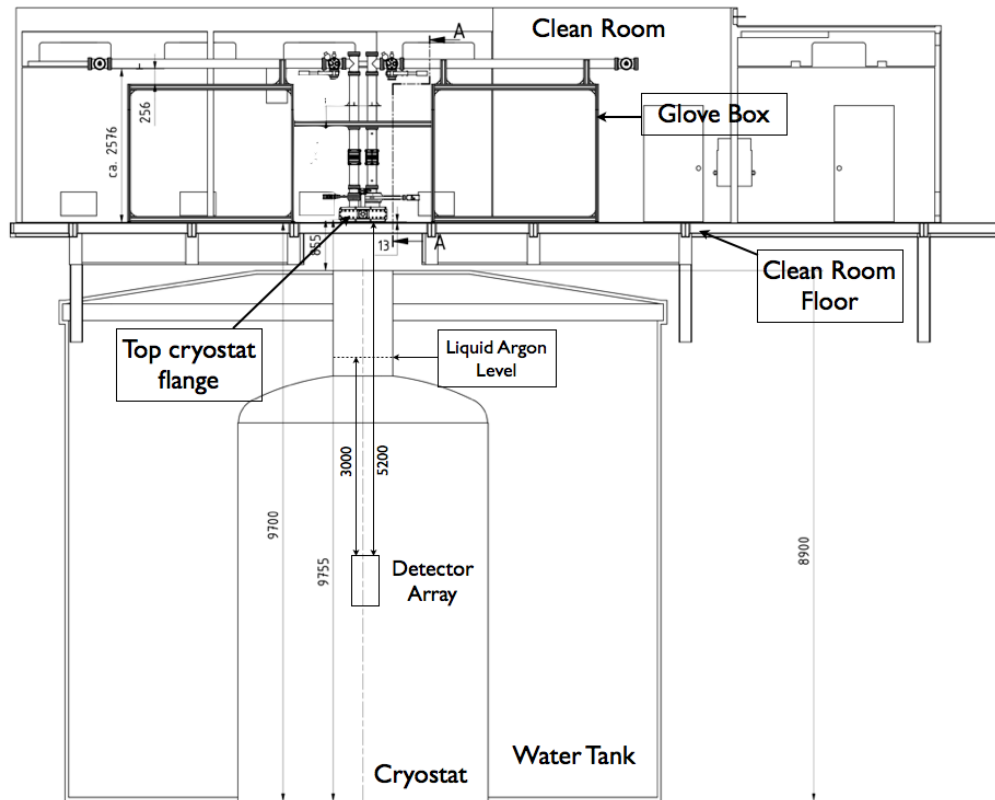 Clean Room
A
256
ca. 2576
Glove Box
13
A
Clean Room
Floor
Top cryostat
flange
Liquid Argon
Level
3000
5200
9700
9755
8900
Detector
Array
Water Tank
Cryostat